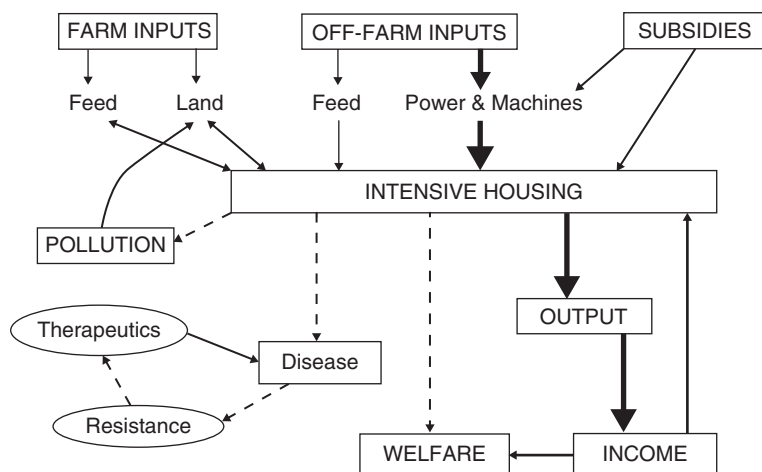 FARM INPUTS
OFF-FARM INPUTS
SUBSIDIES
Feed
Land
Feed
Power & Machines
INTENSIVE HOUSING
POLLUTION
OUTPUT
Therapeutics
Disease
Resistance
WELFARE
INCOME